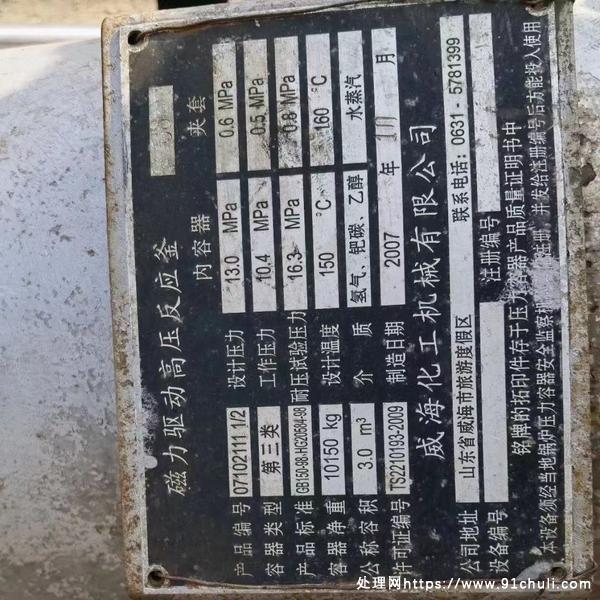 磁力驱动高压反应釜
内容器 夹套
产品编号 07102111 1/2 设计压力 13.0 MPa 0.6 MPa
容器类型 第三类 工作压力 10.4 MPa 0.5 MPa
产品标准 GB150-98.HG20584-98 耐压试验压力 16.3 MPa 0.8 MPa
容器净重 10150 kg 设计温度 150 °C 160 °C
公称容积 3.0 m³ 介质 氢气、钯碳、乙醇 水蒸汽
许可证编号 TS2210193-2009 制造日期 2007 年 月
威海化工机械有限公司
公司地址 山东省威海市旅游度假区 联系电话: 0631-5781399
设备编号 注册编号
铭牌的拓印件存于压力容器产品质量证明书中
本设备须经当地锅炉压力容器安全监察机 注册,并发给注册编号后方能投入使用
处理网https://www.91chuli.com/